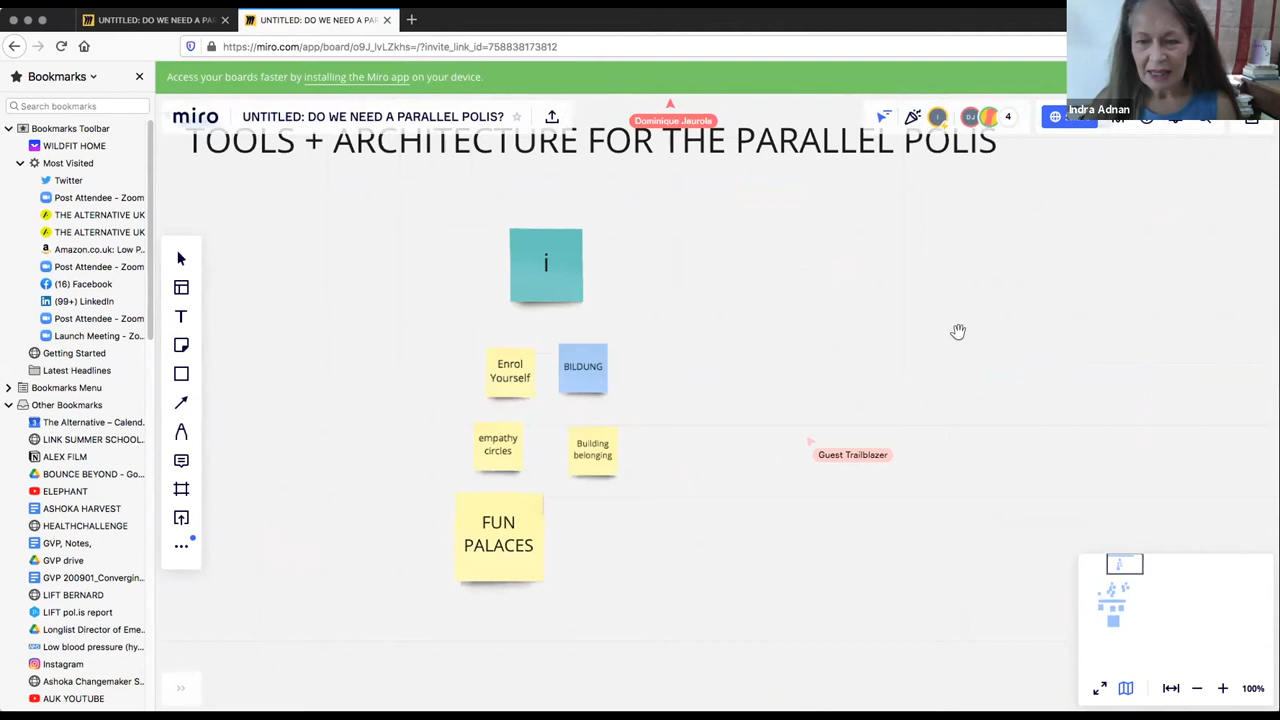 UNTITLED: DO WE NEED A PAR
UNTITLED: DO WE NEED A PAR
https://miro.com/app/board/o9J_lvLZkhs=/?invite_link_id=758838173812
Bookmarks
Access your boards faster by installing the Miro app on your device.
Search bookmarks
Bookmarks Toolbar
WILDFIT HOME
Most Visited
Twitter
Post Attendee - Zoom
THE ALTERNATIVE UK
THE ALTERNATIVE UK
Amazon.co.uk: Low P...
Post Attendee - Zoom
(16) Facebook
(99+) LinkedIn
Post Attendee - Zoom
Launch Meeting - Zo...
Getting Started
Latest Headlines
Bookmarks Menu
Other Bookmarks
The Alternative – Calend...
LINK SUMMER SCHOOL...
ALEX FILM
BOUNCE BEYOND - Go...
ELEPHANT
ASHOKA HARVEST
HEALTHCHALLENGE
GVP, Notes,
GVP drive
GVP 200901_Convergin...
LIFT BERNARD
LIFT pol.is report
Longlist Director of Eme...
Low blood pressure (hy...
Instagram
Ashoka Changemaker S...
AUK YOUTUBE
miro
UNTITLED: DO WE NEED A PARALLEL POLIS?
Dominique Jaurola
I
DJ
4
Indra Adnan
TOOLS + ARCHITECTURE FOR THE PARALLEL POLIS
i
Enrol
Yourself
BILDUNG
empathy
circles
Building
belonging
Guest Trailblazer
FUN
PALACES
100%